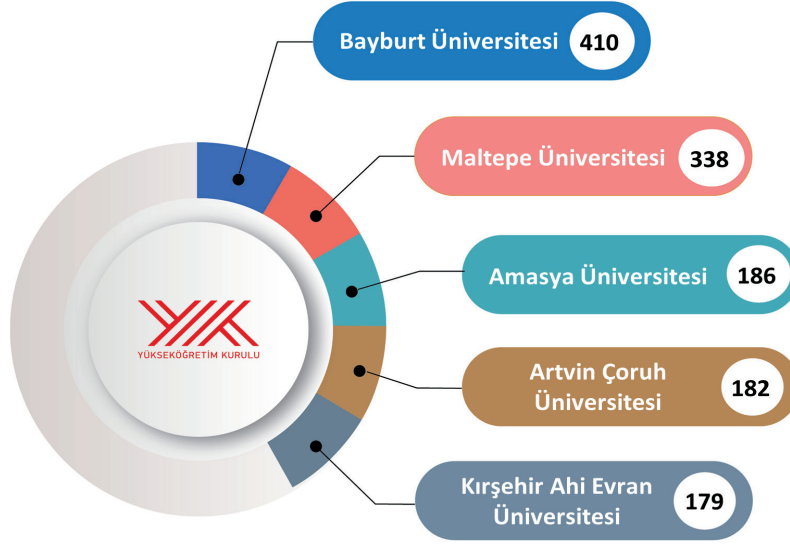 Bayburt Üniversitesi 410
Maltepe Üniversitesi 338
Amasya Üniversitesi 186
Artvin Çoruh
Üniversitesi 182
Kırşehir Ahi Evran
Üniversitesi 179
YÜKSEKÖĞRETİM KURULU